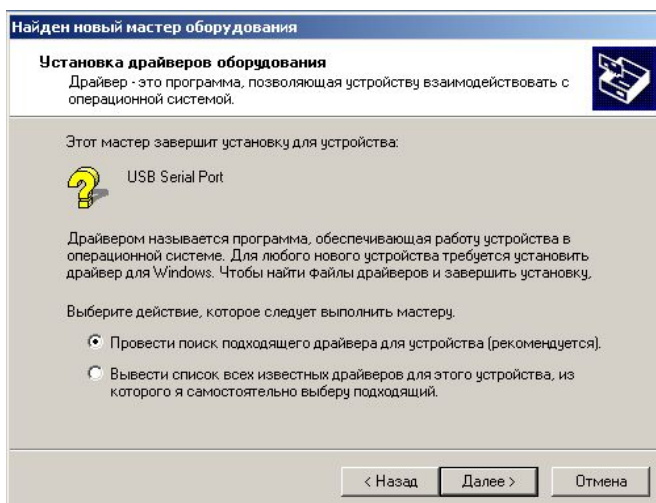 Найден новый мастер оборудования
Установка драйверов оборудования
Драйвер - это программа, позволяющая устройству взаимодействовать с
операционной системой.
Этот мастер завершит установку для устройства:
USB Serial Port
Драйвером называется программа, обеспечивающая работу устройства в
операционной системе. Для любого нового устройства требуется установить
драйвер для Windows. Чтобы найти файлы драйверов и завершить установку,
Выберите действие, которое следует выполнить мастеру.
Провести поиск подходящего драйвера для устройства (рекомендуется).
Вывести список всех известных драйверов для этого устройства, из
которого я самостоятельно выберу подходящий.
< Назад Далее > Отмена